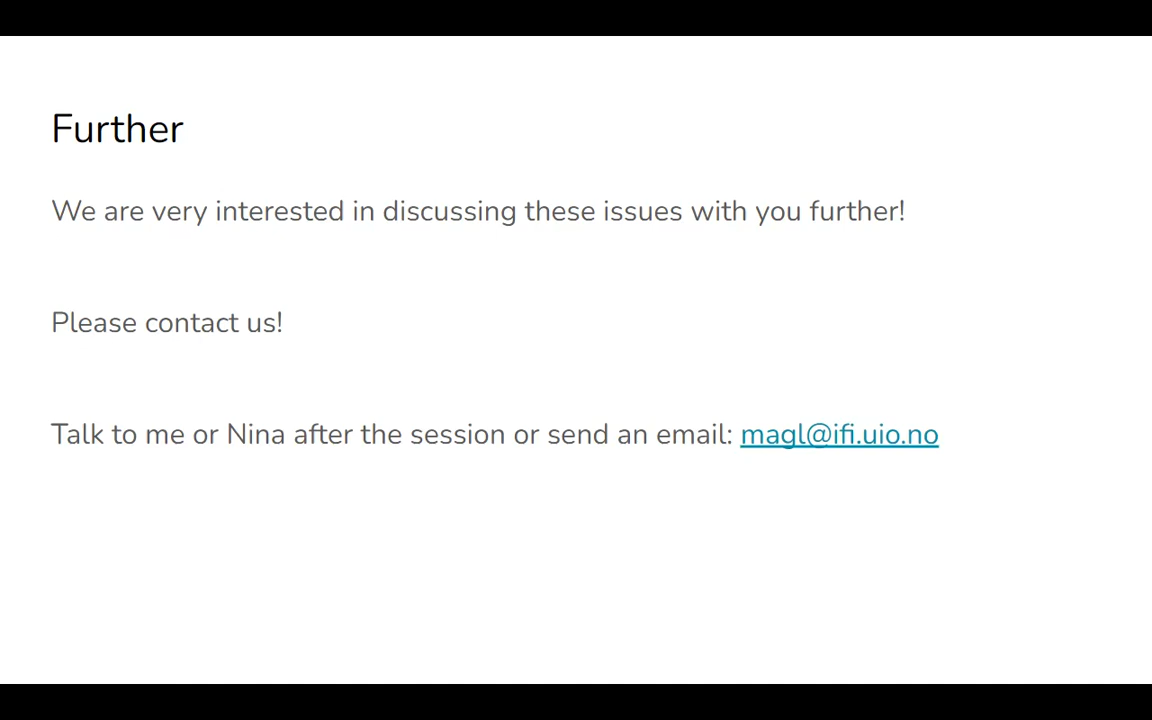 Further
We are very interested in discussing these issues with you further!
Please contact us!
Talk to me or Nina after the session or send an email: magl@ifi.uio.no